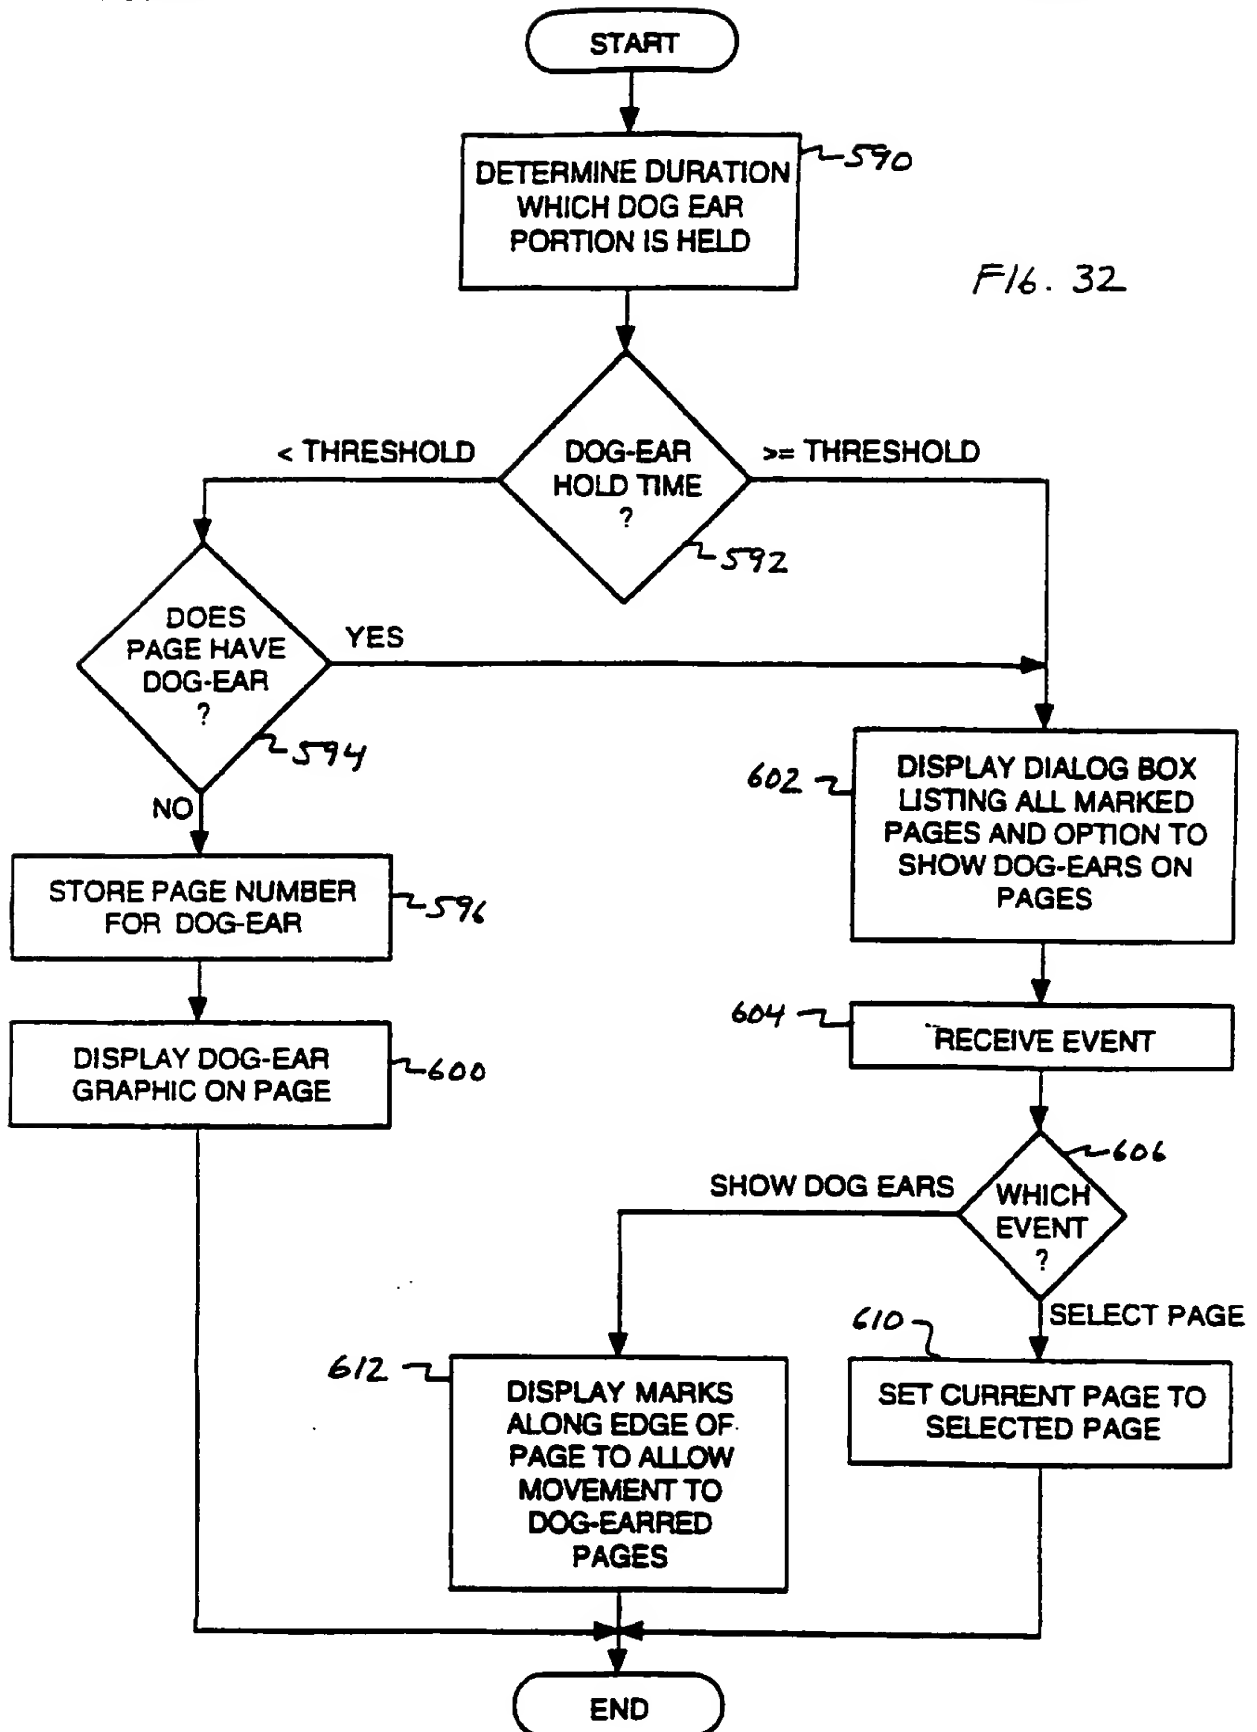 START
DETERMINE DURATION
WHICH DOG EAR
PORTION IS HELD
590
FIG. 32
< THRESHOLD
DOG-EAR
HOLD TIME
?
>= THRESHOLD
592
DOES
PAGE HAVE
DOG-EAR
?
YES
594
NO
602
DISPLAY DIALOG BOX
LISTING ALL MARKED
PAGES AND OPTION TO
SHOW DOG-EARS ON
PAGES
STORE PAGE NUMBER
FOR DOG-EAR
596
604
RECEIVE EVENT
DISPLAY DOG-EAR
GRAPHIC ON PAGE
600
606
SHOW DOG EARS
WHICH
EVENT
?
SELECT PAGE
610
612
DISPLAY MARKS
ALONG EDGE OF
PAGE TO ALLOW
MOVEMENT TO
DOG-EARRED
PAGES
SET CURRENT PAGE TO
SELECTED PAGE
END